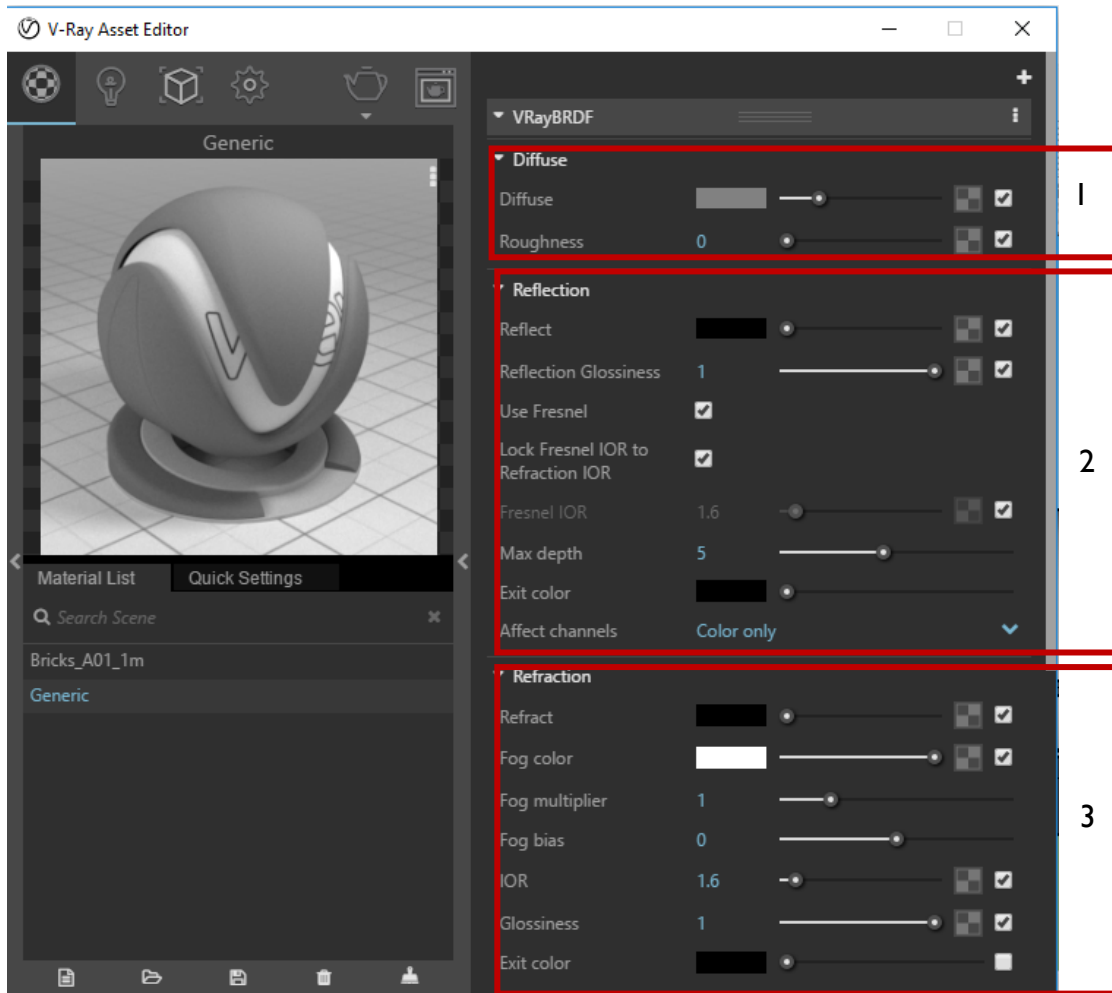 V-Ray Asset Editor
Generic
V
Material List Quick Settings
Search Scene
Bricks_A01_1m
Generic
VRayBRDF
Diffuse
Diffuse
Roughness 0
Reflection
Reflect
Reflection Glossiness 1
Use Fresnel
Lock Fresnel IOR to
Refraction IOR
Fresnel IOR 1.6
Max depth 5
Exit color
Affect channels Color only
Refraction
Refract
Fog color
Fog multiplier 1
Fog bias 0
IOR 1.6
Glossiness 1
Exit color
1
2
3